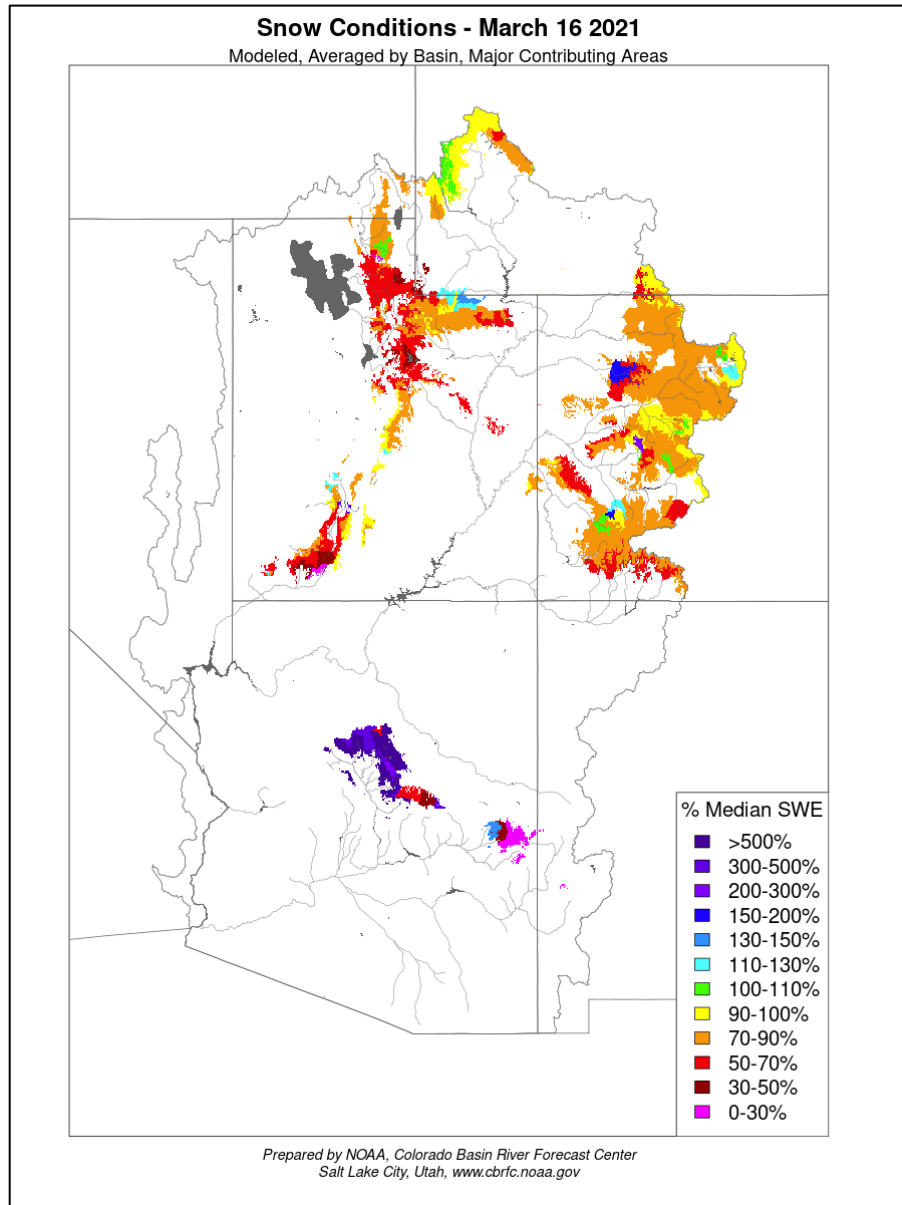 Snow Conditions - March 16 2021
Modeled, Averaged by Basin, Major Contributing Areas
% Median SWE
>500%
300-500%
200-300%
150-200%
130-150%
110-130%
100-110%
90-100%
70-90%
50-70%
30-50%
0-30%
Prepared by NOAA, Colorado Basin River Forecast Center
Salt Lake City, Utah, www.cbrfc.noaa.gov